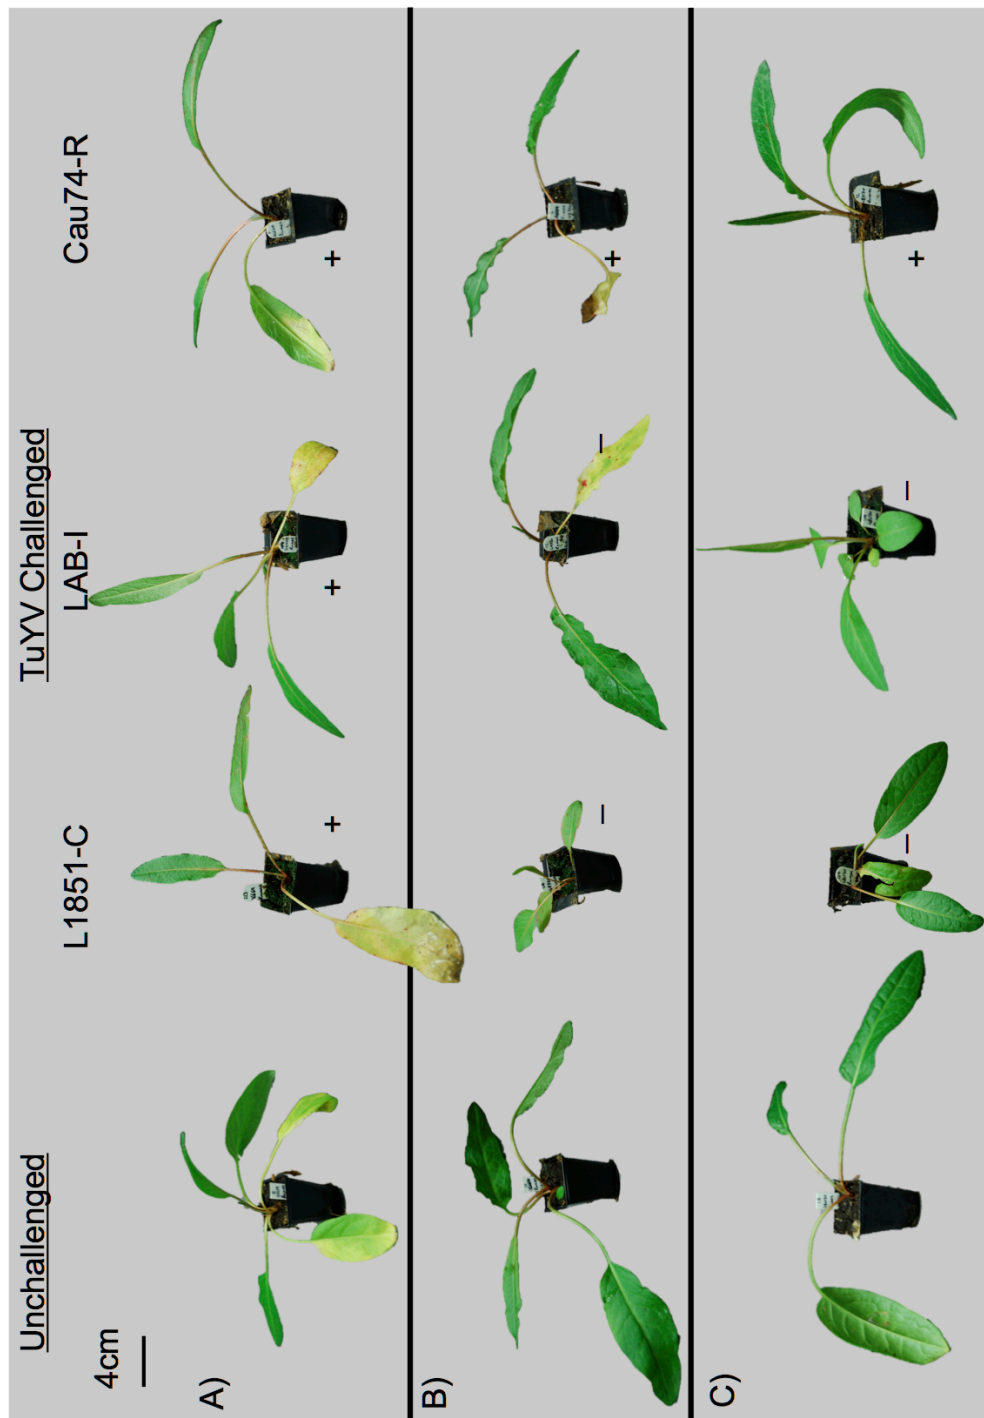 Unchallenged
TuYV Challenged
L1851-C
LAB-I
Cau74-R
4cm
A)
+
+
+
B)
–
–
+
C)
–
–
+